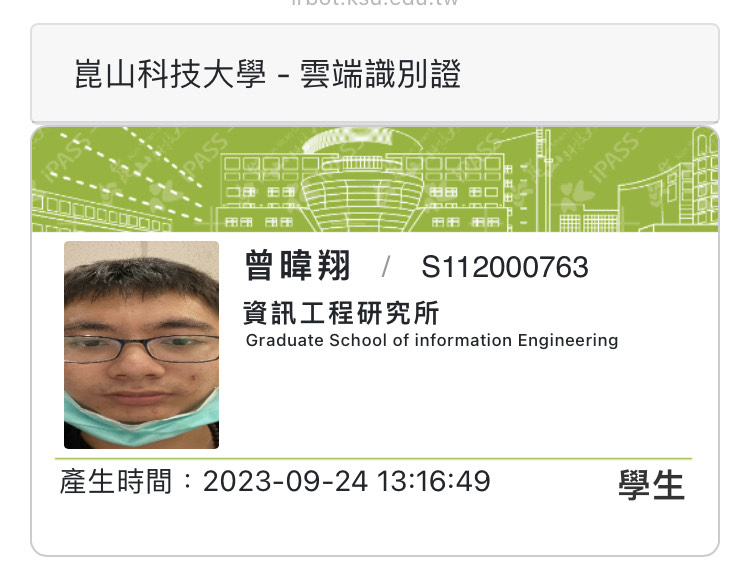 irbot.ksu.edu.tw
崑山科技大學 - 雲端識別證
iPASS
iPASS
iPASS
曾暐翔 / S112000763
資訊工程研究所
Graduate School of information Engineering
產生時間：2023-09-24 13:16:49
學生